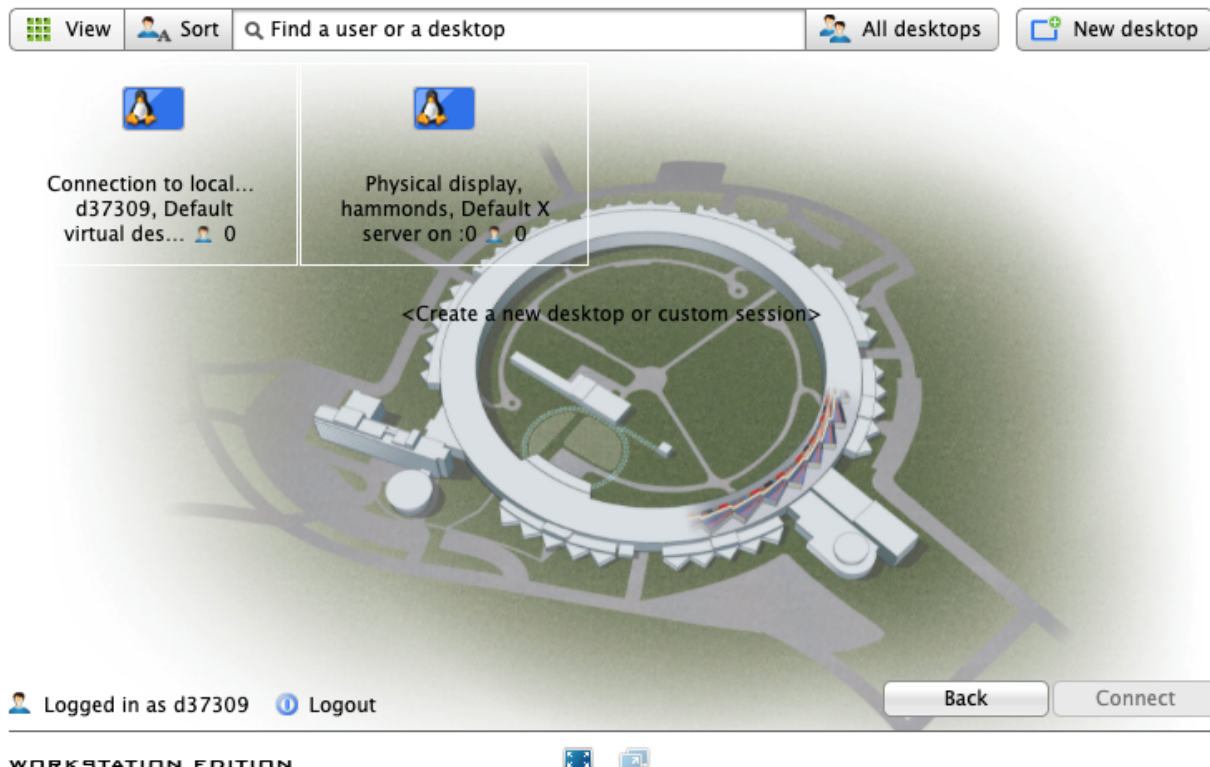 View
Sort
Find a user or a desktop
All desktops
New desktop
Connection to local...
d37309, Default
virtual des... 0
Physical display,
hammonds, Default X
server on :0 0
<Create a new desktop or custom session>
Logged in as d37309
Logout
Back
Connect
WORKSTATION EDITION